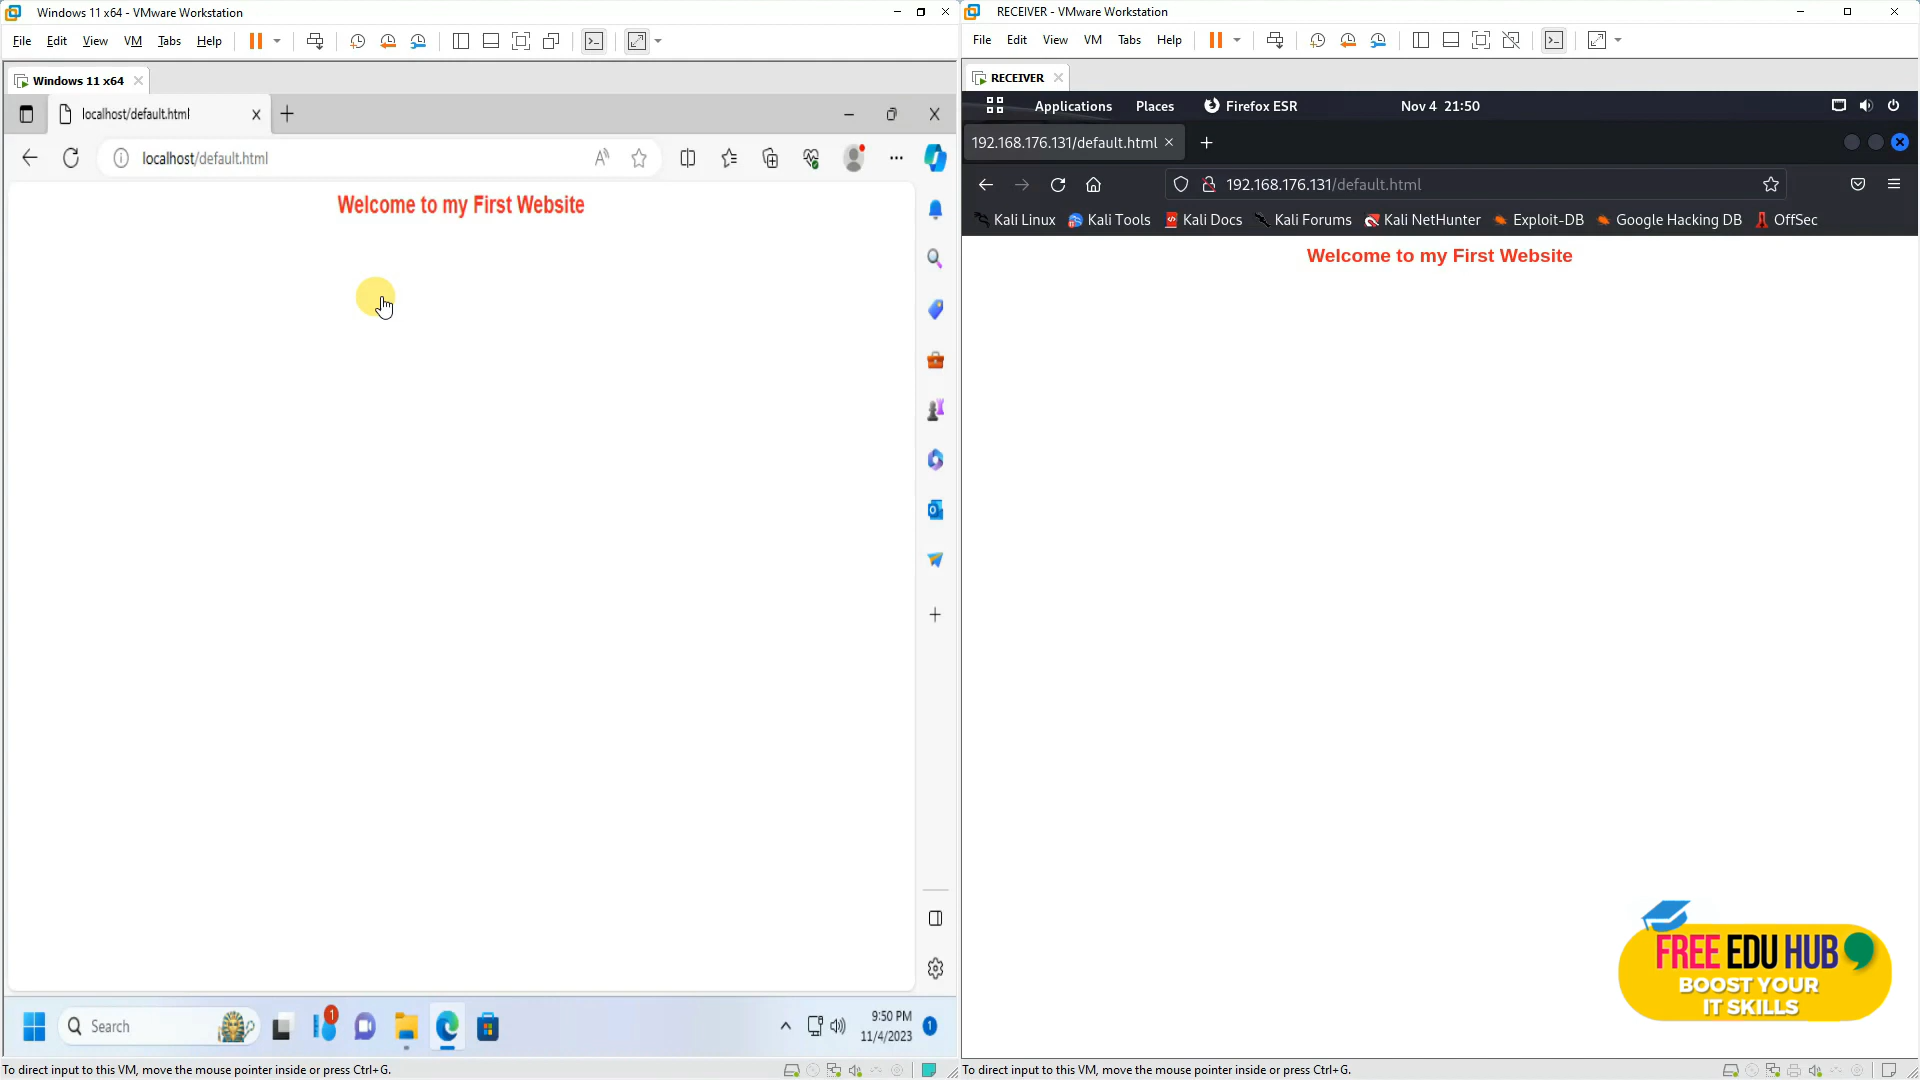 Windows 11 x64 - VMware Workstation
File Edit View VM Tabs Help
Windows 11 x64
localhost/default.html
localhost/default.html
Welcome to my First Website
Search
1
9:50 PM
11/4/2023
1
To direct input to this VM, move the mouse pointer inside or press Ctrl+G.
RECEIVER - VMware Workstation
File Edit View VM Tabs Help
RECEIVER
Applications Places Firefox ESR Nov 4 21:50
192.168.176.131/default.html
192.168.176.131/default.html
Kali Linux Kali Tools Kali Docs Kali Forums Kali NetHunter Exploit-DB Google Hacking DB OffSec
Welcome to my First Website
FREE EDU HUB
BOOST YOUR
IT SKILLS
To direct input to this VM, move the mouse pointer inside or press Ctrl+G.